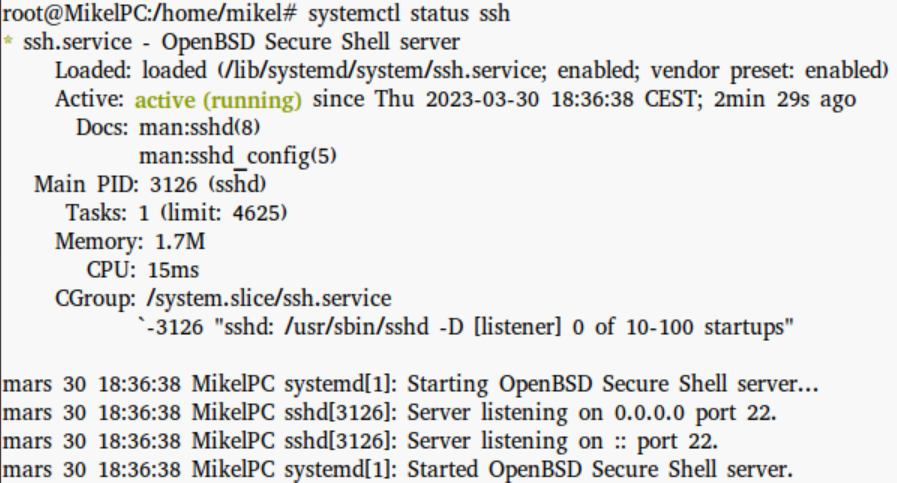 root@MikelPC:/home/mikel# systemctl status ssh
* ssh.service - OpenBSD Secure Shell server
Loaded: loaded (/lib/systemd/system/ssh.service; enabled; vendor preset: enabled)
Active: active (running) since Thu 2023-03-30 18:36:38 CEST; 2min 29s ago
Docs: man:sshd(8)
man:sshd_config(5)
Main PID: 3126 (sshd)
Tasks: 1 (limit: 4625)
Memory: 1.7M
CPU: 15ms
CGroup: /system.slice/ssh.service
`-3126 "sshd: /usr/sbin/sshd -D [listener] 0 of 10-100 startups"
mars 30 18:36:38 MikelPC systemd[1]: Starting OpenBSD Secure Shell server...
mars 30 18:36:38 MikelPC sshd[3126]: Server listening on 0.0.0.0 port 22.
mars 30 18:36:38 MikelPC sshd[3126]: Server listening on :: port 22.
mars 30 18:36:38 MikelPC systemd[1]: Started OpenBSD Secure Shell server.